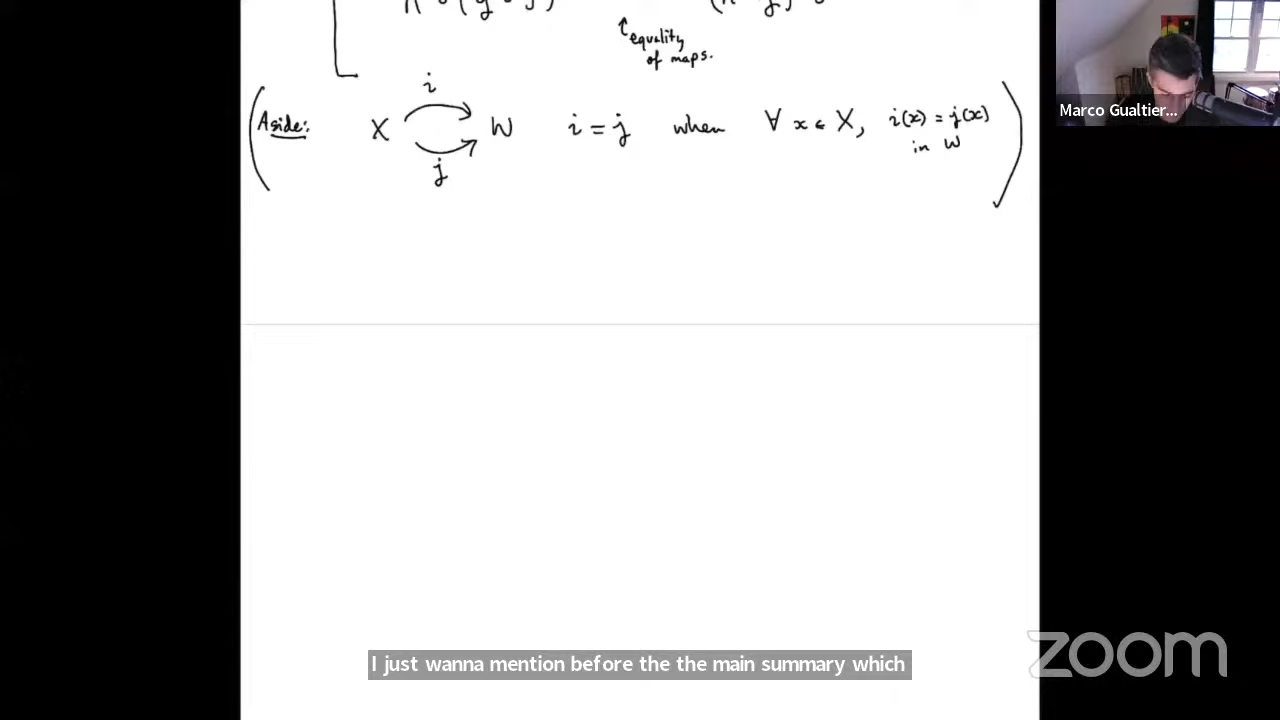 equality
of maps.
Aside: X i j W i = j when ∀ x ∈ X, i(x) = j(x)
in W
Marco Gualtier...
I just wanna mention before the the main summary which
zoom